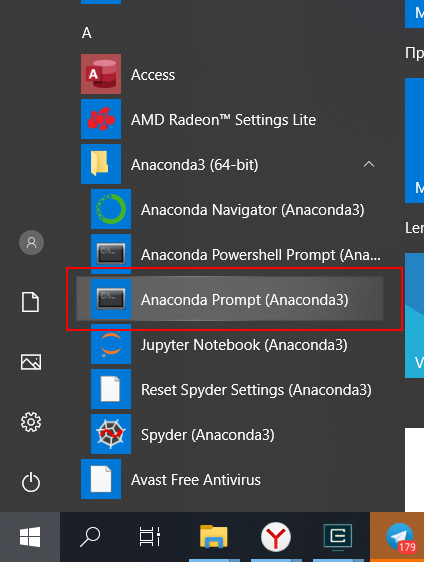 A
Access
AMD Radeon™ Settings Lite
Anaconda3 (64-bit)
Anaconda Navigator (Anaconda3)
Anaconda Powershell Prompt (Ana...
Anaconda Prompt (Anaconda3)
Jupyter Notebook (Anaconda3)
Reset Spyder Settings (Anaconda3)
Spyder (Anaconda3)
Avast Free Antivirus
М
Пр
M
Ler
V
179